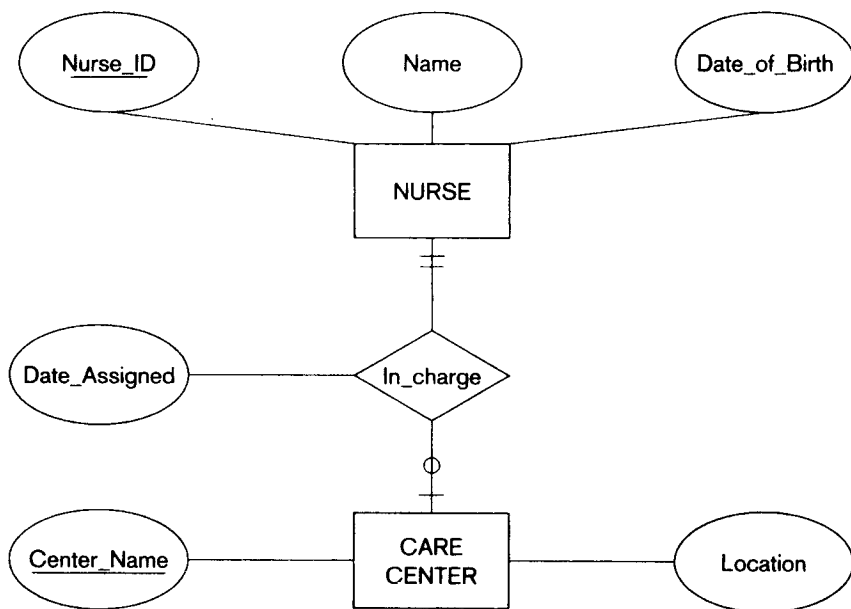 Nurse_ID
Name
Date_of_Birth
NURSE
Date_Assigned
In_charge
Center_Name
CARE
CENTER
Location